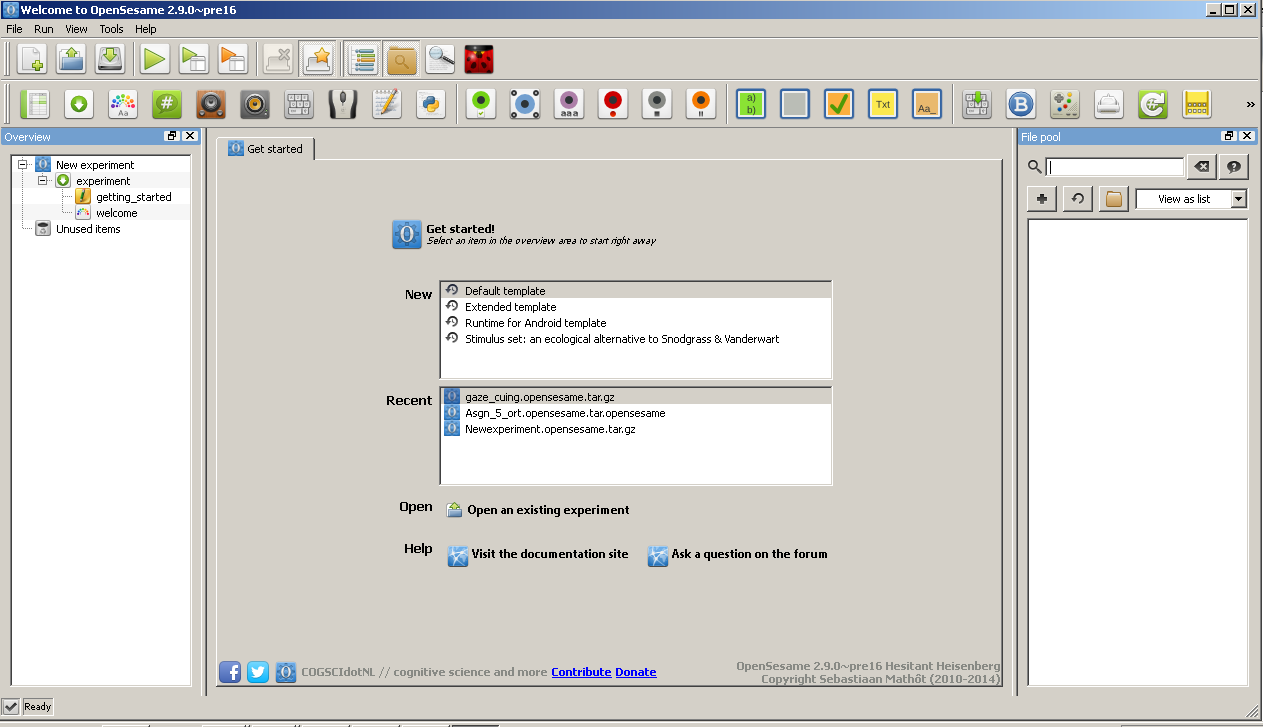 Welcome to OpenSesame 2.9.0~pre16
File Run View Tools Help
Aa
#
aaa
a)
b)
Txt
Aa_
B
»
Overview
New experiment
experiment
getting_started
welcome
Unused items
Get started
Get started!
Select an item in the overview area to start right away
New
Default template
Extended template
Runtime for Android template
Stimulus set: an ecological alternative to Snodgrass & Vanderwart
Recent
gaze_cuing.opensesame.tar.gz
Asgn_5_ort.opensesame.tar.opensesame
Newexperiment.opensesame.tar.gz
Open
Open an existing experiment
Help
Visit the documentation site
Ask a question on the forum
COGSCIdotNL // cognitive science and more Contribute Donate
OpenSesame 2.9.0~pre16 Hesitant Heisenberg
Copyright Sebastiaan Mathôt (2010-2014)
File pool
View as list
Ready